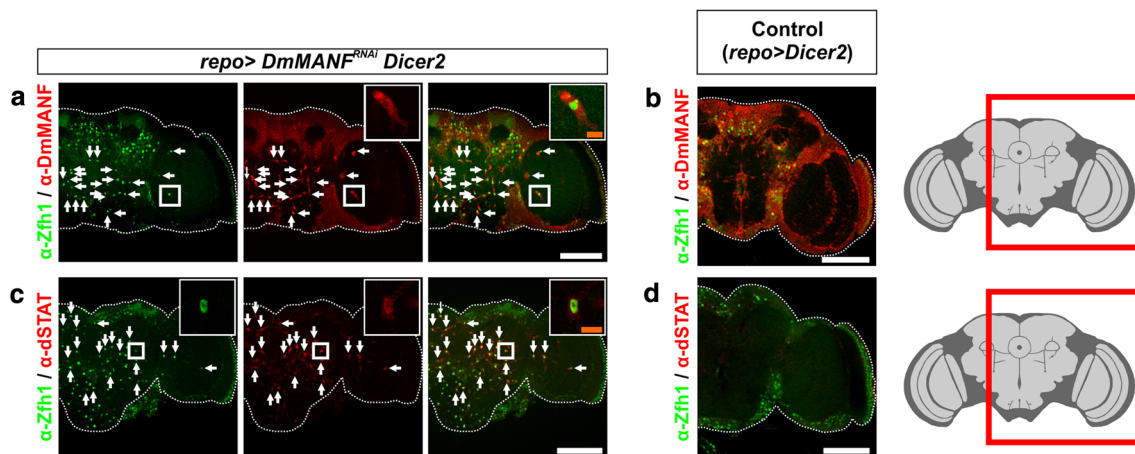 repo> DmMANF^RNAi Dicer2
Control
(repo>Dicer2)
a
α-Zfh1 / α-DmMANF
b
α-Zfh1 / α-DmMANF
c
α-Zfh1 / α-dSTAT
d
α-Zfh1 / α-dSTAT